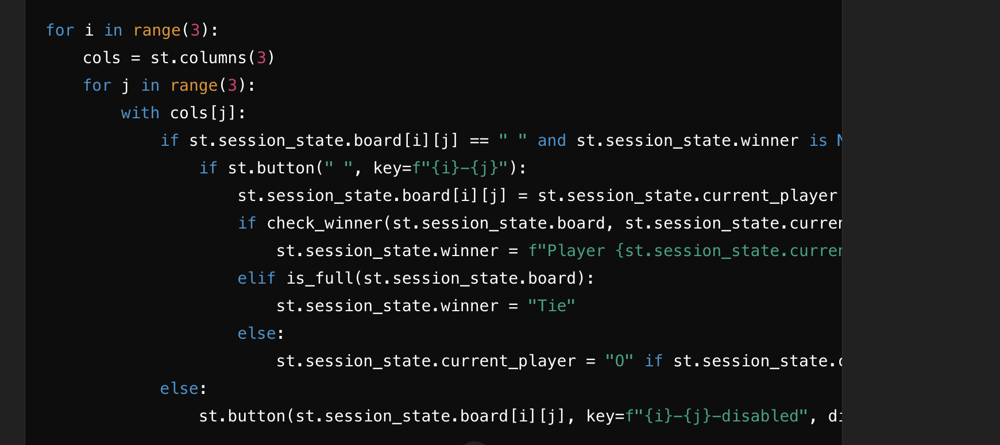 for i in range(3):
    cols = st.columns(3)
    for j in range(3):
        with cols[j]:
            if st.session_state.board[i][j] == " " and st.session_state.winner is
                if st.button(" ", key=f"{i}-{j}"):
                    st.session_state.board[i][j] = st.session_state.current_player
                    if check_winner(st.session_state.board, st.session_state.curren
                        st.session_state.winner = f"Player {st.session_state.curren
                    elif is_full(st.session_state.board):
                        st.session_state.winner = "Tie"
                    else:
                        st.session_state.current_player = "O" if st.session_state.c
            else:
                st.button(st.session_state.board[i][j], key=f"{i}-{j}-disabled", di